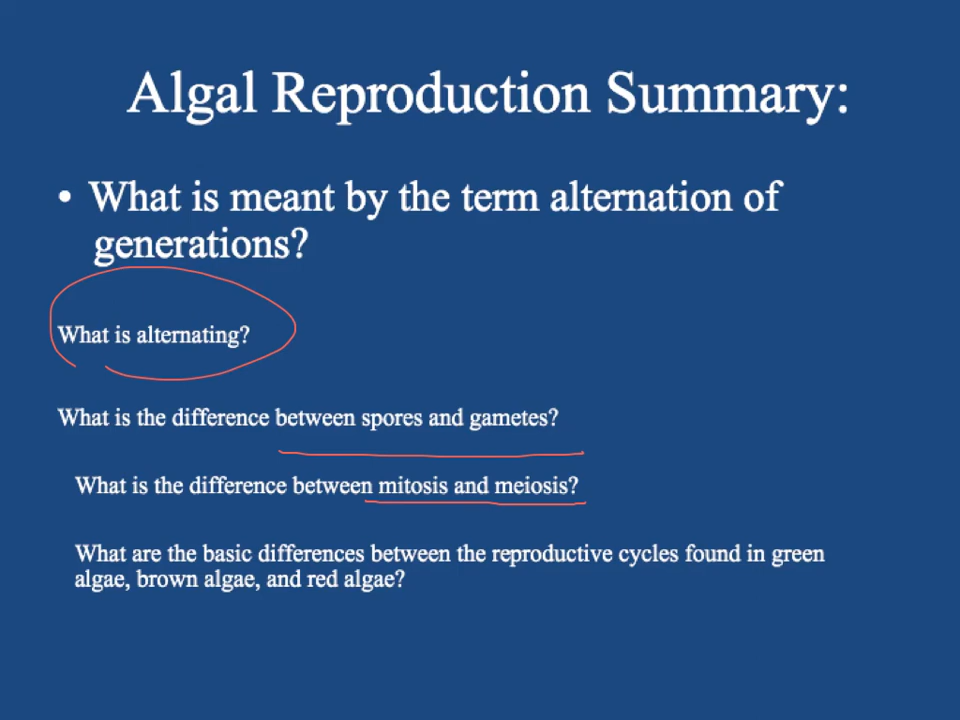 Algal Reproduction Summary:
• What is meant by the term alternation of
generations?
What is alternating?
What is the difference between spores and gametes?
What is the difference between mitosis and meiosis?
What are the basic differences between the reproductive cycles found in green
algae, brown algae, and red algae?